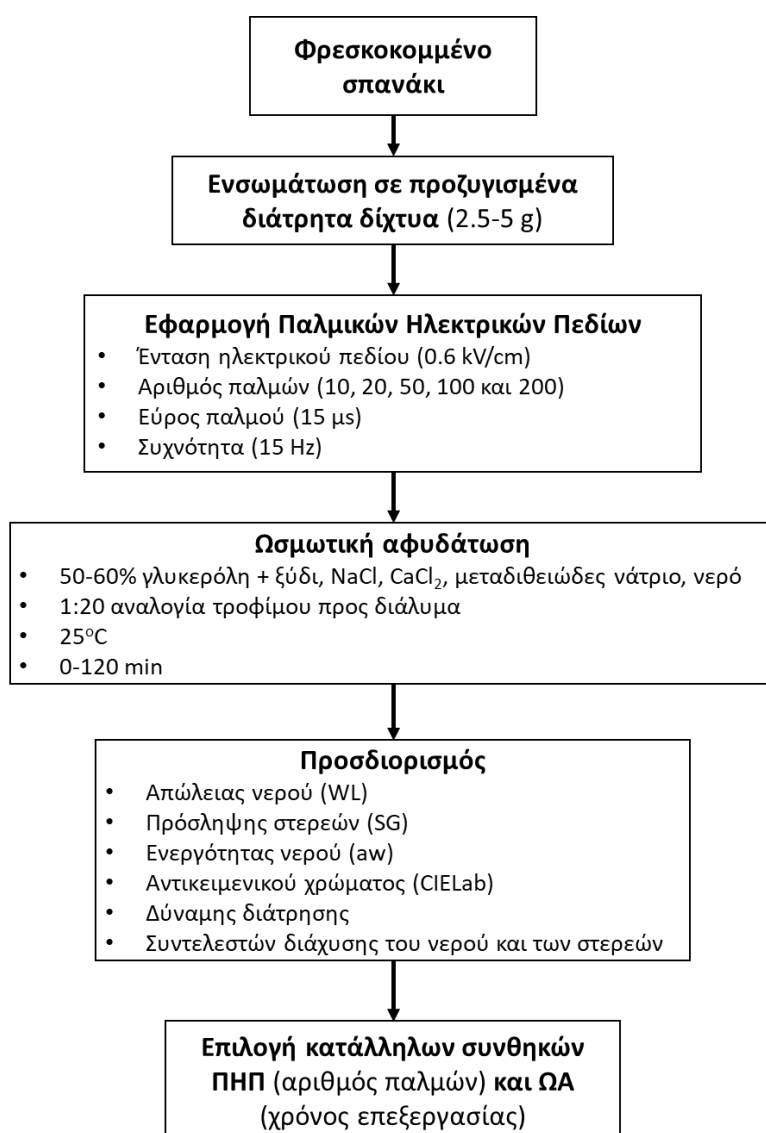 Φρεσκοκομμένο
σπανάκι
Ενσωμάτωση σε προζυγισμένα
διάτρητα δίχτυα (2.5-5 g)
Εφαρμογή Παλμικών Ηλεκτρικών Πεδίων
• Ένταση ηλεκτρικού πεδίου (0.6 kV/cm)
• Αριθμός παλμών (10, 20, 50, 100 και 200)
• Εύρος παλμού (15 μs)
• Συχνότητα (15 Hz)
Ωσμωτική αφυδάτωση
• 50-60% γλυκερόλη + ξύδι, NaCl, CaCl₂, μεταδιθειώδες νάτριο, νερό
• 1:20 αναλογία τροφίμου προς διάλυμα
• 25°C
• 0-120 min
Προσδιορισμός
• Απώλειας νερού (WL)
• Πρόσληψης στερεών (SG)
• Ενεργότητας νερού (aw)
• Αντικειμενικού χρώματος (CIELab)
• Δύναμης διάτρησης
• Συντελεστών διάχυσης του νερού και των στερεών
Επιλογή κατάλληλων συνθηκών
ΠΗΠ (αριθμός παλμών) και ΩΑ
(χρόνος επεξεργασίας)